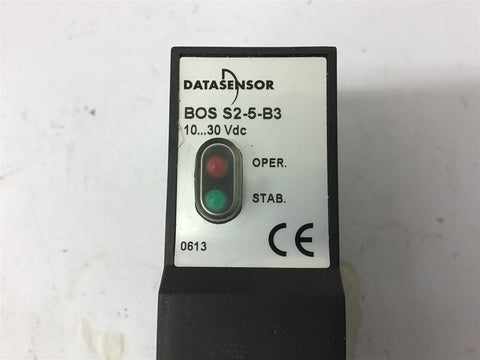 DATASENSOR
BOS S2-5-B3
10...30 Vdc
OPER.
STAB.
0613
CE